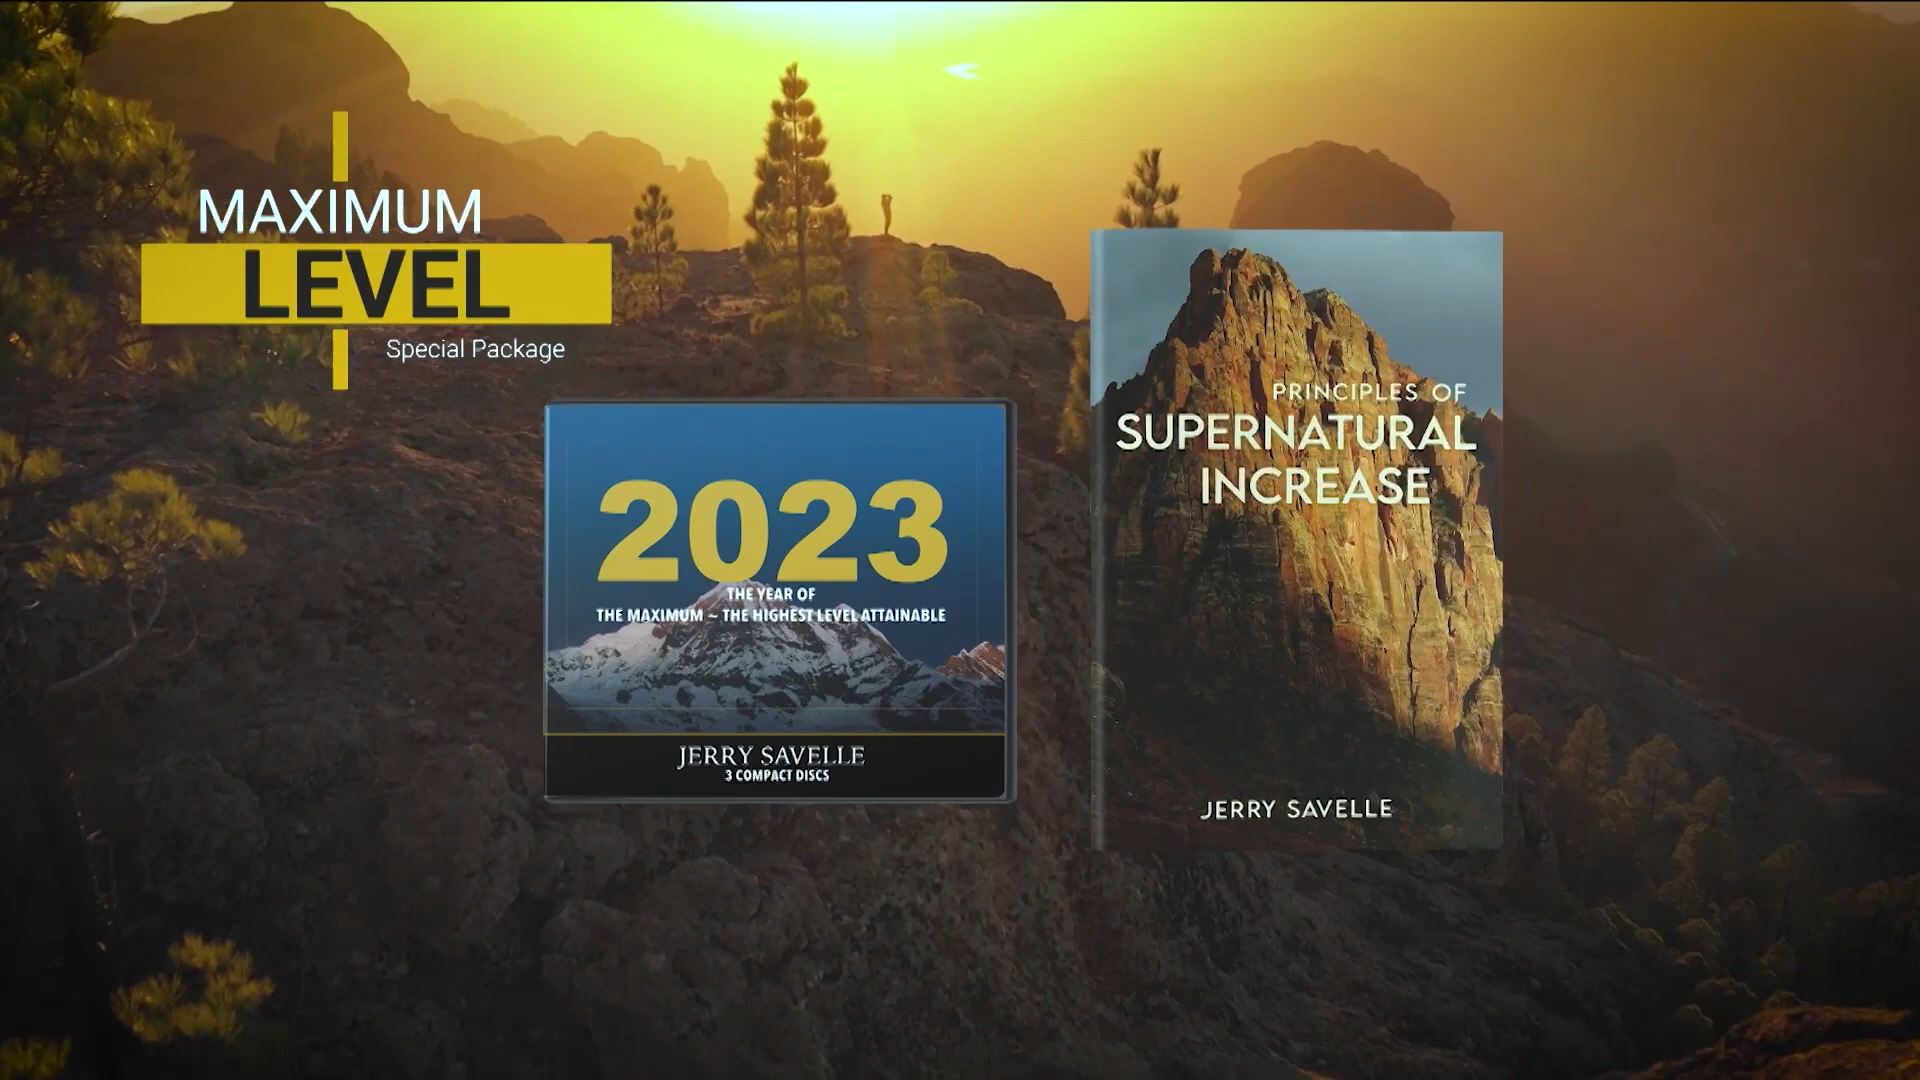 MAXIMUM
LEVEL
Special Package
2023
THE YEAR OF
THE MAXIMUM ~ THE HIGHEST LEVEL ATTAINABLE
JERRY SAVELLE
3 COMPACT DISCS
PRINCIPLES OF
SUPERNATURAL
INCREASE
JERRY SAVELLE